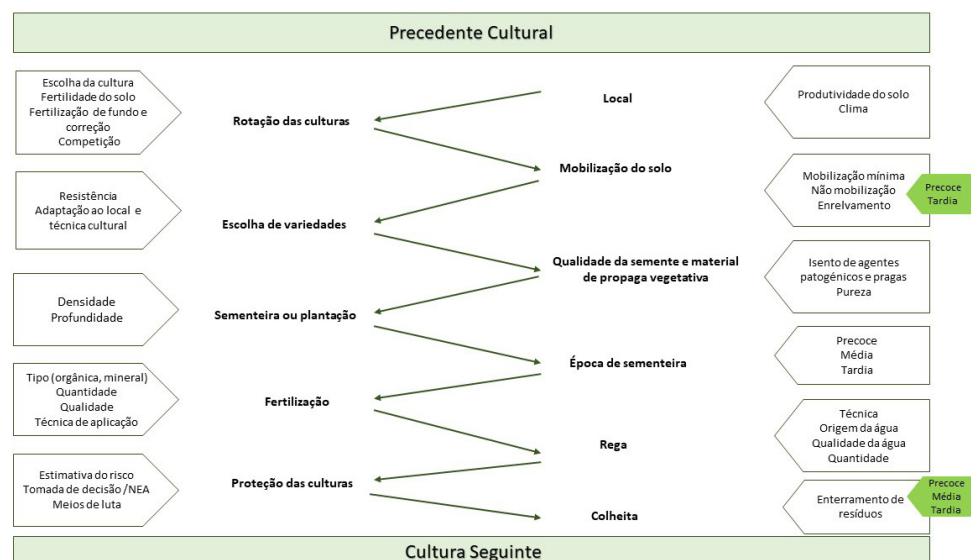 Precedente Cultural
Escolha da cultura
Fertilidade do solo
Fertilização de fundo e
correção
Competição
Rotação das culturas
Local
Produtividade do solo
Clima
Resistência
Adaptação ao local e
técnica cultural
Escolha de variedades
Mobilização do solo
Mobilização mínima
Não mobilização
Enrelvamento
Precoce
Tardia
Densidade
Profundidade
Sementeira ou plantação
Qualidade da semente e material
de propaga vegetativa
Isento de agentes
patogénicos e pragas
Pureza
Tipo (orgânica, mineral)
Quantidade
Qualidade
Técnica de aplicação
Fertilização
Época de sementeira
Precoce
Média
Tardia
Estimativa do risco
Tomada de decisão /NEA
Meios de luta
Proteção das culturas
Rega
Técnica
Origem da água
Qualidade da água
Quantidade
Colheita
Enterramento de
resíduos
Precoce
Média
Tardia
Cultura Seguinte